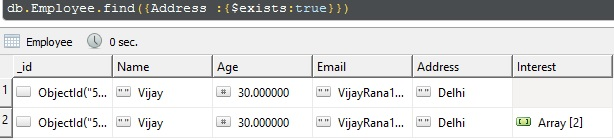 db.Employee.find({Address :{$exists:true}})
Employee 0 sec.
_id Name Age Email Address Interest
1 ObjectId("5... "" Vijay # 30.000000 "" VijayRana1... "" Delhi
2 ObjectId("5... "" Vijay # 30.000000 "" VijayRana1... "" Delhi [] Array [2]